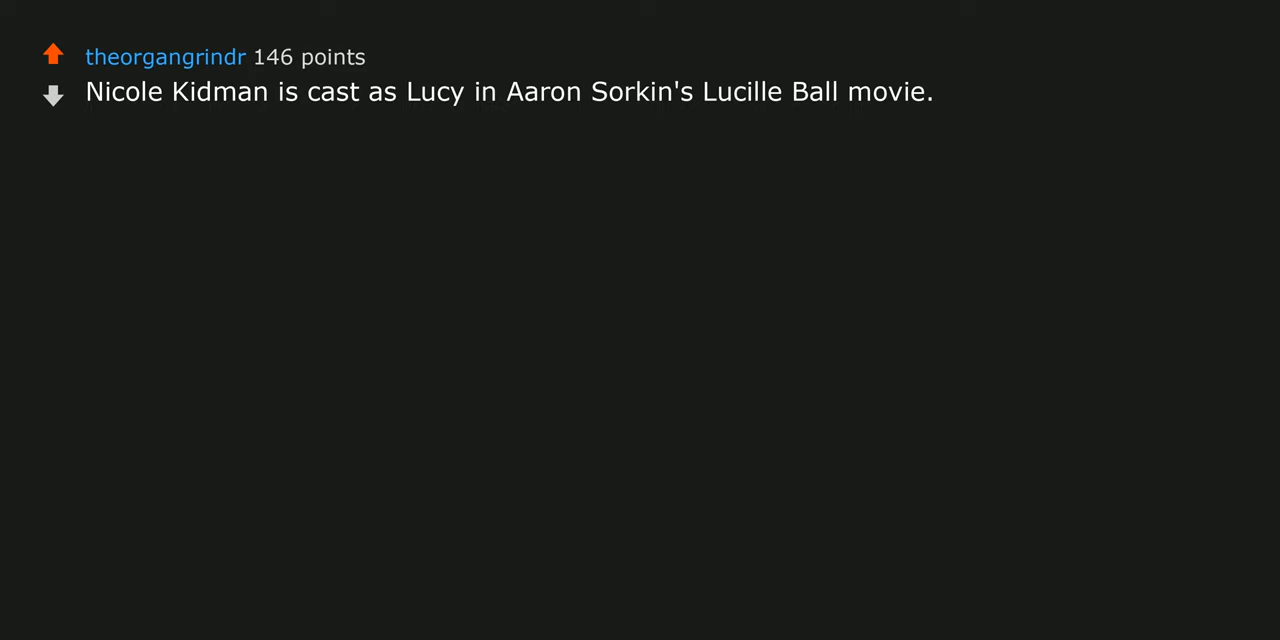 theorgangrindr 146 points
Nicole Kidman is cast as Lucy in Aaron Sorkin's Lucille Ball movie.